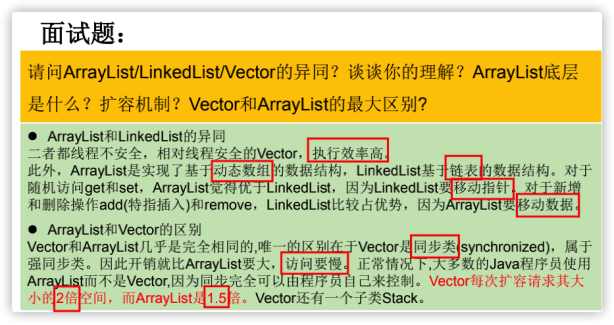 面试题：
请问ArrayList/LinkedList/Vector的异同？谈谈你的理解？ArrayList底层
是什么？扩容机制？Vector和ArrayList的最大区别?
● ArrayList和LinkedList的异同
二者都线程不安全，相对线程安全的Vector，执行效率高。
此外，ArrayList是实现了基于动态数组的数据结构，LinkedList基于链表的数据结构。对于
随机访问get和set，ArrayList觉得优于LinkedList，因为LinkedList要移动指针。对于新增
和删除操作add(特指插入)和remove，LinkedList比较占优势，因为ArrayList要移动数据。
● ArrayList和Vector的区别
Vector和ArrayList几乎是完全相同的,唯一的区别在于Vector是同步类(synchronized)，属于
强同步类。因此开销就比ArrayList要大，访问要慢。正常情况下,大多数的Java程序员使用
ArrayList而不是Vector,因为同步完全可以由程序员自己来控制。Vector每次扩容请求其大
小的2倍空间，而ArrayList是1.5倍。Vector还有一个子类Stack。